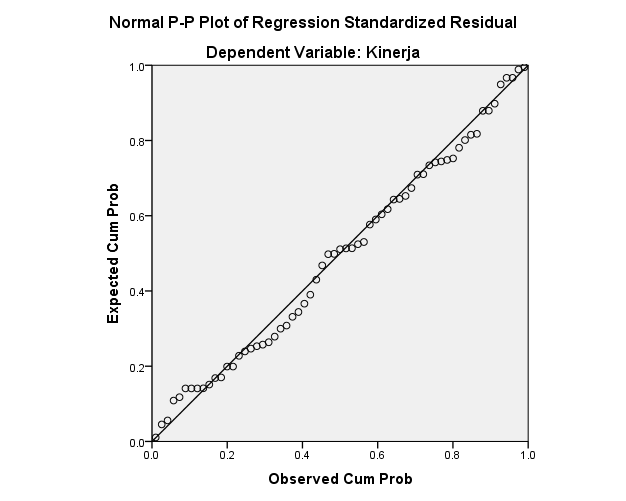 Normal P-P Plot of Regression Standardized Residual
Dependent Variable: Kinerja
Expected Cum Prob
1.0
0.8
0.6
0.4
0.2
0.0
0.0 0.2 0.4 0.6 0.8 1.0
Observed Cum Prob